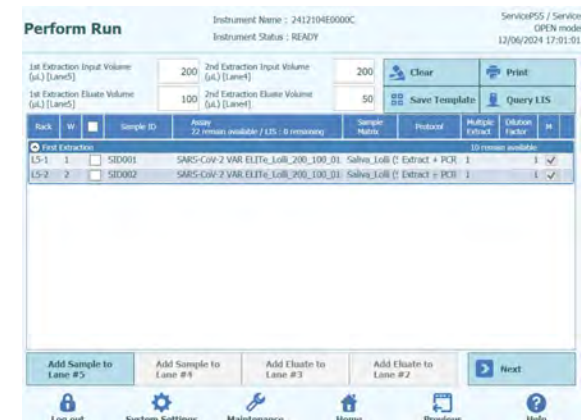 Perform Run
Instrument Name : 2412104E0000C
Instrument Status : READY
ServicePSS / Service
OPEN mode
12/06/2024 17:01:01
1st Extraction Input Volume (µL) [Lane5] 200
2nd Extraction Input Volume (µL) [Lane4] 200
Clear
Print
1st Extraction Eluate Volume (µL) [Lane5] 100
2nd Extraction Eluate Volume (µL) [Lane4] 50
Save Template
Query LIS
Rack W Sample ID Assay Sample Matrix Protocol Multiple Extract Dilution Factor M
22 remain available / LIS : 0 remaining
First Extraction 10 remain available
L5-1 1 SID001 SARS-CoV-2 VAR ELITe_Lolli_200_100_01 Saliva_Lolli (S Extract + PCR 1 1
L5-2 2 SID002 SARS-CoV-2 VAR ELITe_Lolli_200_100_01 Saliva_Lolli (S Extract + PCR 1 1
Add Sample to Lane #5
Add Sample to Lane #4
Add Eluate to Lane #3
Add Eluate to Lane #2
Next
Log out
System Settings
Maintenance
Home
Previous
Help